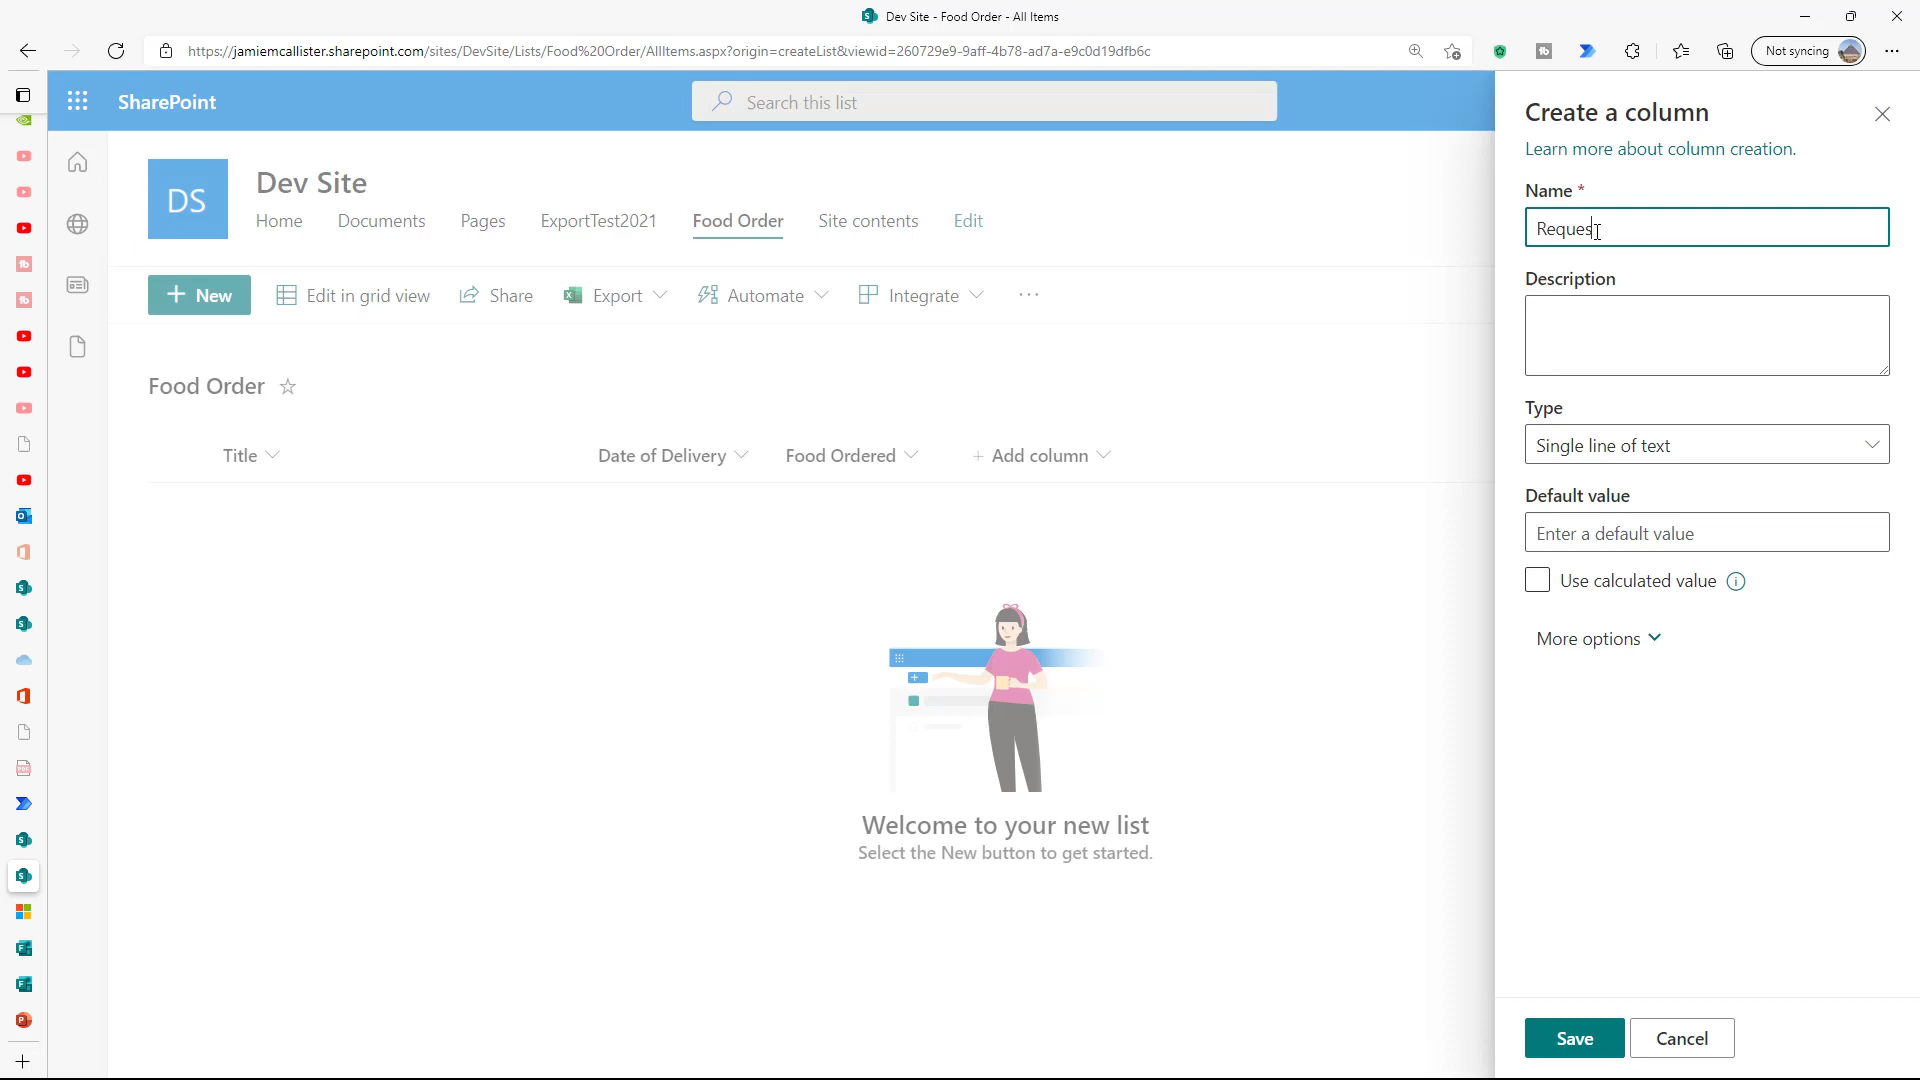 Dev Site - Food Order - All Items
https://jamiemcallister.sharepoint.com/sites/DevSite/Lists/Food%20Order/AllItems.aspx?origin=createList&viewid=260729e9-9aff-4b78-ad7a-e9c0d19dfb6c
Not syncing
SharePoint
Search this list
DS
Dev Site
Home Documents Pages ExportTest2021 Food Order Site contents Edit
New Edit in grid view Share Export Automate Integrate
Food Order
Title Date of Delivery Food Ordered + Add column
Welcome to your new list
Select the New button to get started.
Create a column
Learn more about column creation.
Name *
Reques
Description
Type
Single line of text
Default value
Enter a default value
Use calculated value
More options
Save Cancel